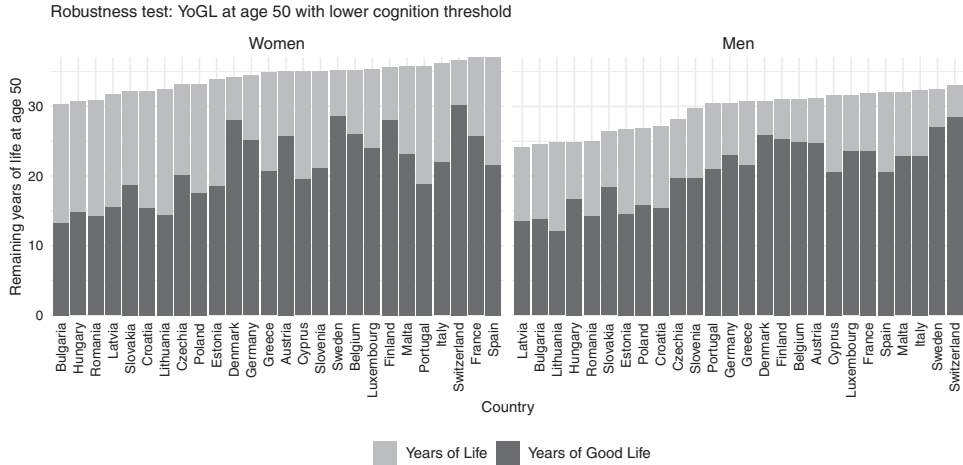 Robustness test: YoGL at age 50 with lower cognition threshold
Women
Men
Remaining years of life at age 50
30
20
10
0
Bulgaria
Hungary
Romania
Latvia
Slovakia
Croatia
Lithuania
Czechia
Poland
Estonia
Denmark
Germany
Greece
Austria
Cyprus
Slovenia
Sweden
Belgium
Luxembourg
Finland
Malta
Portugal
Italy
Switzerland
France
Spain
Latvia
Bulgaria
Lithuania
Hungary
Romania
Slovakia
Estonia
Poland
Croatia
Czechia
Slovenia
Portugal
Germany
Greece
Denmark
Finland
Belgium
Austria
Cyprus
Luxembourg
France
Spain
Malta
Italy
Sweden
Switzerland
Country
Years of Life
Years of Good Life